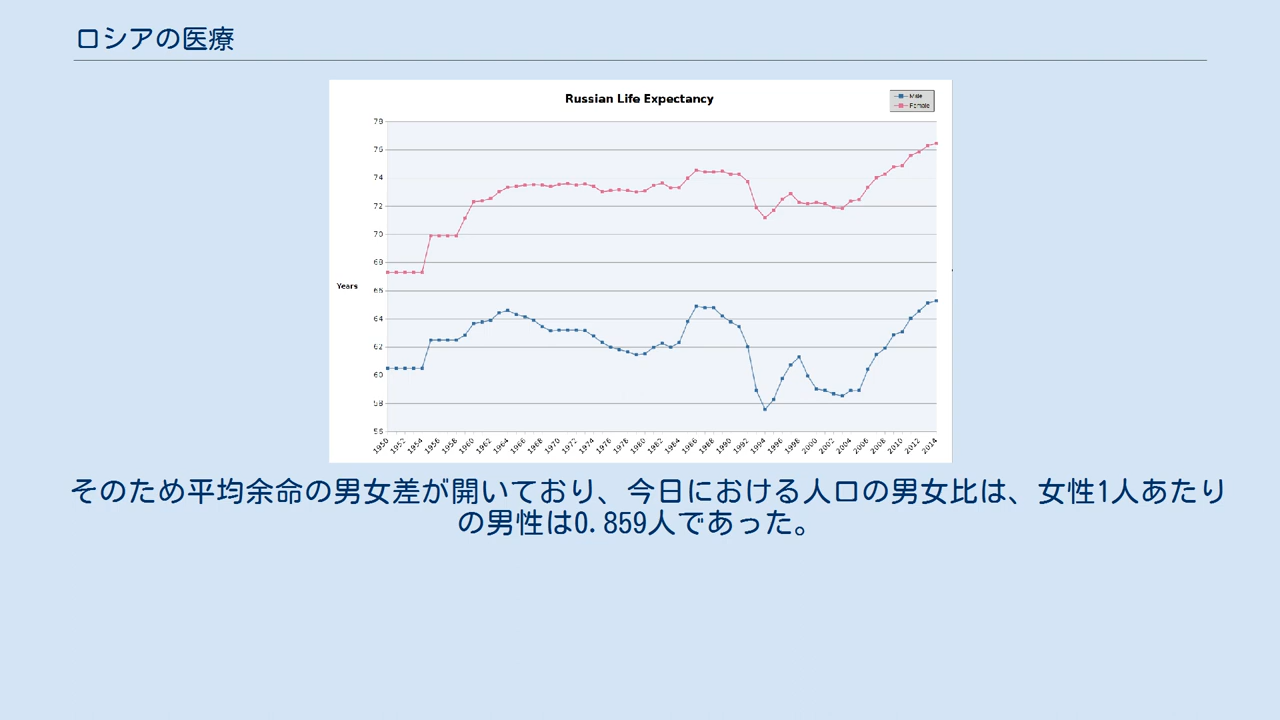 ロシアの医療
Russian Life Expectancy
Male
Female
78
76
74
72
70
68
Years
66
64
62
60
58
56
1950 1952 1954 1956 1958 1960 1962 1964 1966 1968 1970 1972 1974 1976 1978 1980 1982 1984 1986 1988 1990 1992 1994 1996 1998 2000 2002 2004 2006 2008 2010 2012 2014
そのため平均余命の男女差が開いており、今日における人口の男女比は、女性1人あたり
の男性は0.859人であった。